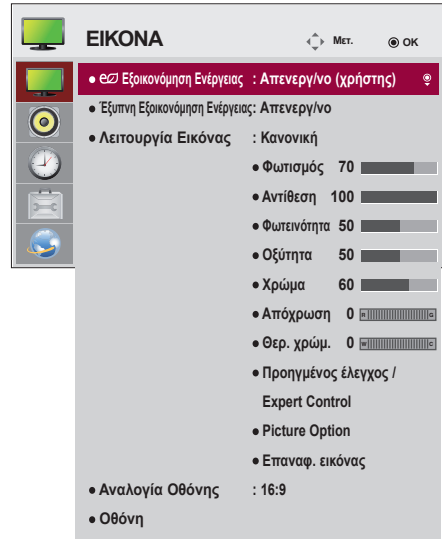 ΕΙΚΟΝΑ Μετ. OK
• e Εξοικονόμηση Ενέργειας : Απενεργ/νο (χρήστης)
• Έξυπνη Εξοικονόμηση Ενέργειας: Απενεργ/νο
• Λειτουργία Εικόνας : Κανονική
• Φωτισμός 70
• Αντίθεση 100
• Φωτεινότητα 50
• Οξύτητα 50
• Χρώμα 60
• Απόχρωση 0 R G
• Θερ. χρώμ. 0 W C
• Προηγμένος έλεγχος /
Expert Control
• Picture Option
• Επαναφ. εικόνας
• Αναλογία Οθόνης : 16:9
• Οθόνη